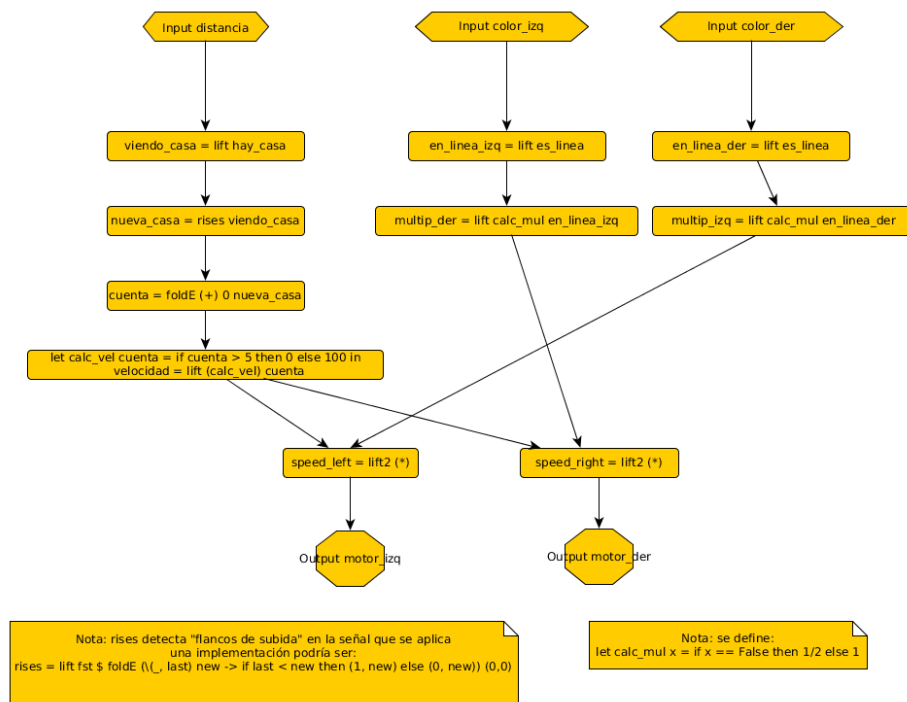 Input distancia
Input color_izq
Input color_der
viendo_casa = lift hay_casa
en_linea_izq = lift es_linea
en_linea_der = lift es_linea
nueva_casa = rises viendo_casa
multip_der = lift calc_mul en_linea_izq
multip_izq = lift calc_mul en_linea_der
cuenta = foldE (+) 0 nueva_casa
let calc_vel cuenta = if cuenta > 5 then 0 else 100 in
velocidad = lift (calc_vel) cuenta
speed_left = lift2 (*)
speed_right = lift2 (*)
Output motor_izq
Output motor_der
Nota: rises detecta "flancos de subida" en la señal que se aplica
una implementación podría ser:
rises = lift fst $ foldE (\(_, last) new -> if last < new then (1, new) else (0, new)) (0,0)
Nota: se define:
let calc_mul x = if x == False then 1/2 else 1